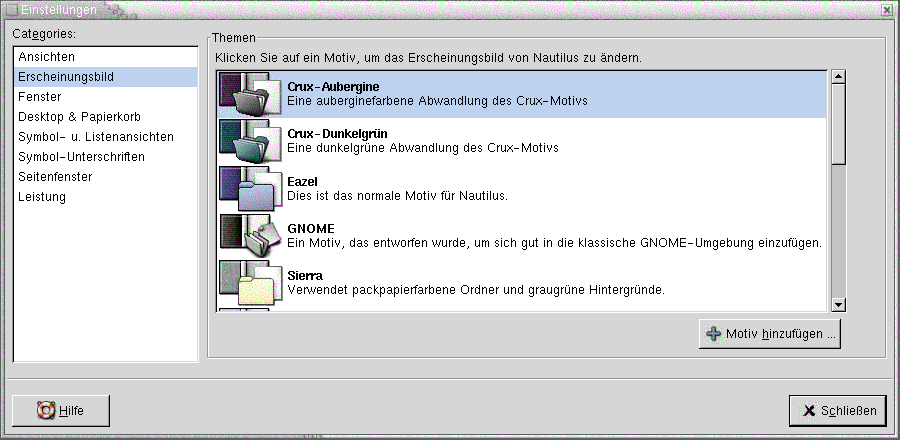 Einstellungen
Categories:
Ansichten
Erscheinungsbild
Fenster
Desktop & Papierkorb
Symbol- u. Listenansichten
Symbol-Unterschriften
Seitenfenster
Leistung
Themen
Klicken Sie auf ein Motiv, um das Erscheinungsbild von Nautilus zu ändern.
Crux-Aubergine
Eine auberginefarbene Abwandlung des Crux-Motivs
Crux-Dunkelgrün
Eine dunkelgrüne Abwandlung des Crux-Motivs
Eazel
Dies ist das normale Motiv für Nautilus.
GNOME
Ein Motiv, das entworfen wurde, um sich gut in die klassische GNOME-Umgebung einzufügen.
Sierra
Verwendet packpapierfarbene Ordner und graugrüne Hintergründe.
Motiv hinzufügen ...
Hilfe
Schließen